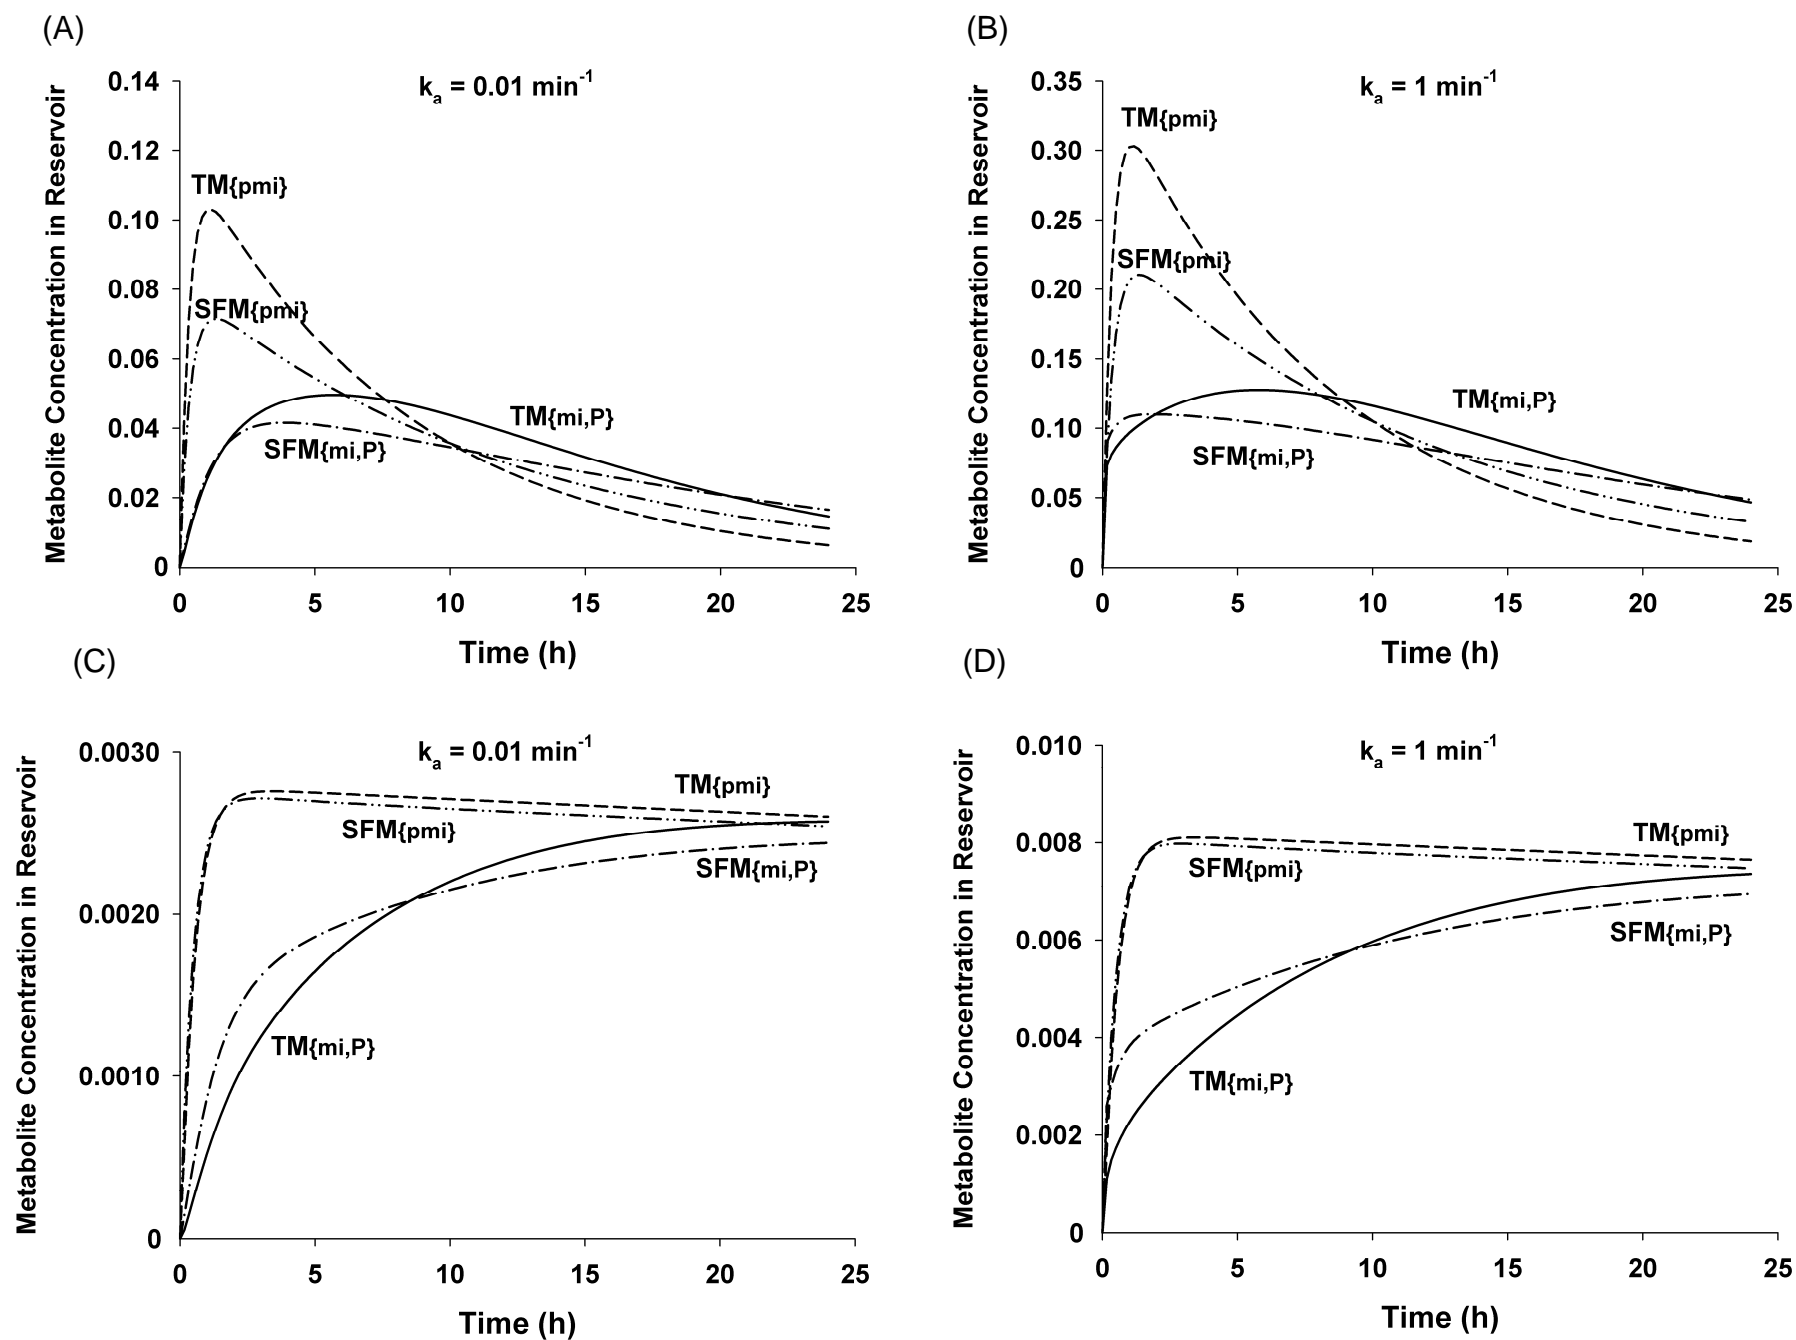 (A)
k_a = 0.01 min^-1
Metabolite Concentration in Reservoir
0.14
0.12
0.10
0.08
0.06
0.04
0.02
0
TM{pmi}
SFM{pmi}
TM{mi,P}
SFM{mi,P}
0 5 10 15 20 25
Time (h)
(B)
k_a = 1 min^-1
Metabolite Concentration in Reservoir
0.35
0.30
0.25
0.20
0.15
0.10
0.05
0
TM{pmi}
SFM{pmi}
TM{mi,P}
SFM{mi,P}
0 5 10 15 20 25
Time (h)
(C)
k_a = 0.01 min^-1
Metabolite Concentration in Reservoir
0.0030
0.0020
0.0010
0
TM{pmi}
SFM{pmi}
SFM{mi,P}
TM{mi,P}
0 5 10 15 20 25
Time (h)
(D)
k_a = 1 min^-1
Metabolite Concentration in Reservoir
0.010
0.008
0.006
0.004
0.002
0
TM{pmi}
SFM{pmi}
SFM{mi,P}
TM{mi,P}
0 5 10 15 20 25
Time (h)